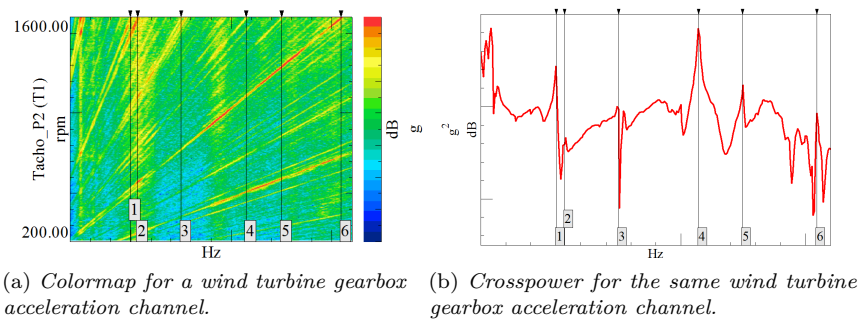 1600.00
Tacho_P2 (T1)
rpm
200.00
1
2
3
4
5
6
Hz
dB
g
g²
dB
1
2
3
4
5
6
Hz
(a) Colormap for a wind turbine gearbox
acceleration channel.
(b) Crosspower for the same wind turbine
gearbox acceleration channel.